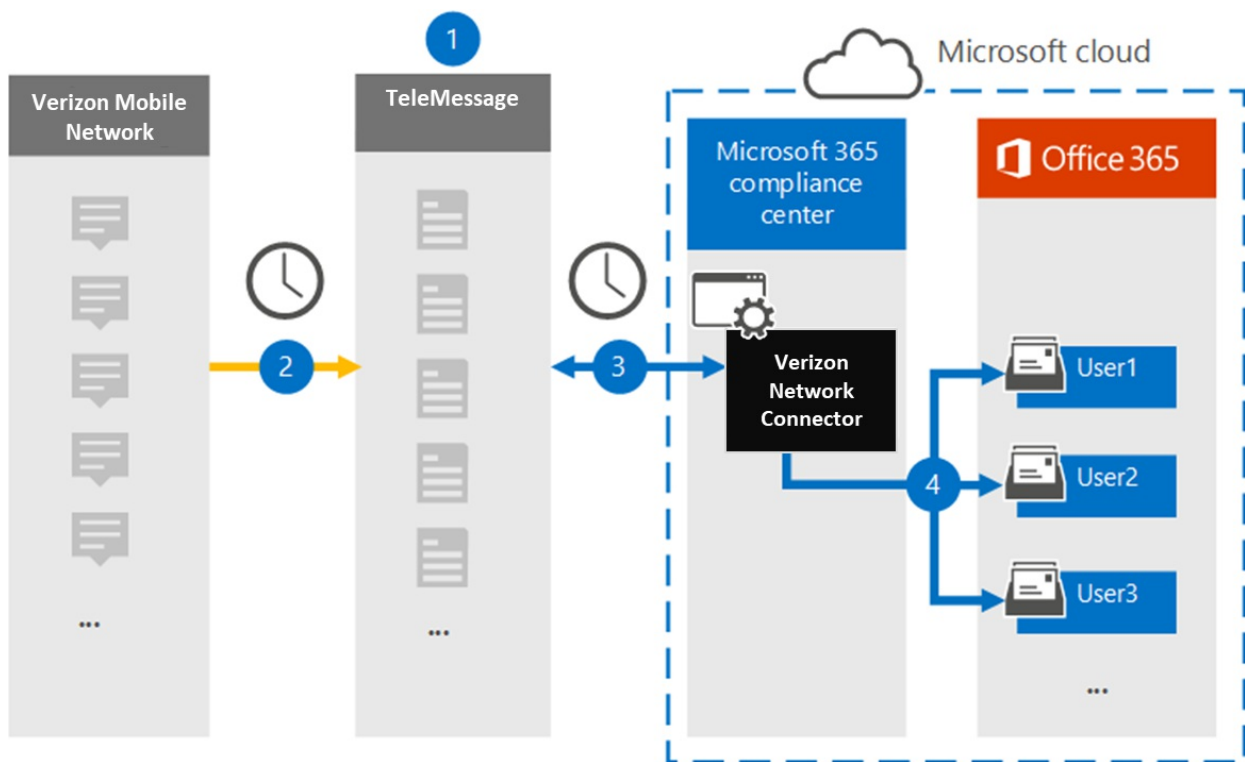 1
Microsoft cloud
Verizon Mobile
Network
TeleMessage
Microsoft 365
compliance
center
Office 365
2
3
Verizon
Network
Connector
4
User1
User2
User3
...
...
...